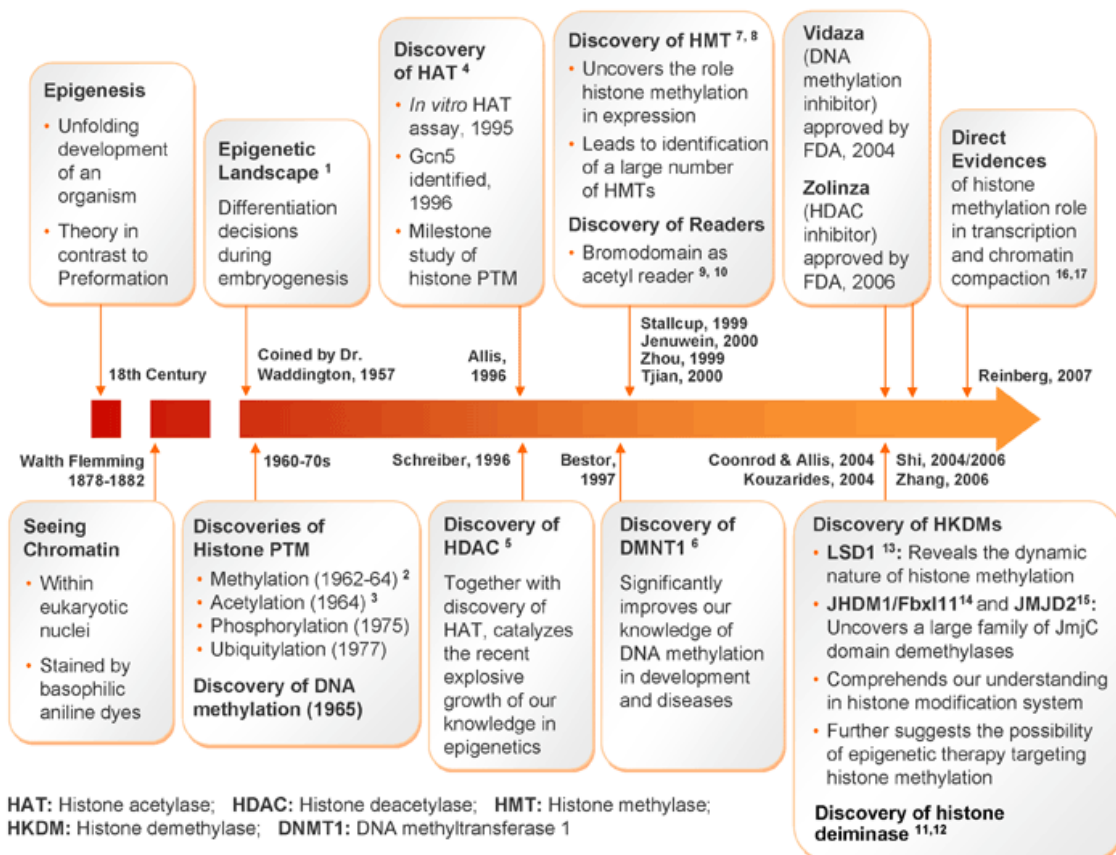 Epigenesis
• Unfolding
development
of an
organism
• Theory in
contrast to
Preformation
Epigenetic
Landscape 1
Differentiation
decisions
during
embryogenesis
Discovery
of HAT 4
• In vitro HAT
assay, 1995
• Gcn5
identified,
1996
• Milestone
study of
histone PTM
Discovery of HMT 7, 8
• Uncovers the role
histone methylation
in expression
• Leads to identification
of a large number
of HMTs
Discovery of Readers
• Bromodomain as
acetyl reader 9, 10
Vidaza
(DNA
methylation
inhibitor)
approved by
FDA, 2004
Zolinza
(HDAC
inhibitor)
approved by
FDA, 2006
Direct
Evidences
of histone
methylation role
in transcription
and chromatin
compaction 16,17
18th Century
Coined by Dr.
Waddington, 1957
Allis,
1996
Stallcup, 1999
Jenuwein, 2000
Zhou, 1999
Tjian, 2000
Reinberg, 2007
Walth Flemming
1878-1882
1960-70s
Schreiber, 1996
Bestor,
1997
Coonrod & Allis, 2004
Kouzarides, 2004
Shi, 2004/2006
Zhang, 2006
Seeing
Chromatin
• Within
eukaryotic
nuclei
• Stained by
basophilic
aniline dyes
Discoveries of
Histone PTM
• Methylation (1962-64) 2
• Acetylation (1964) 3
• Phosphorylation (1975)
• Ubiquitylation (1977)
Discovery of DNA
methylation (1965)
Discovery of
HDAC 5
Together with
discovery of
HAT, catalyzes
the recent
explosive
growth of our
knowledge in
epigenetics
Discovery of
DMNT1 6
Significantly
improves our
knowledge of
DNA methylation
in development
and diseases
Discovery of HKDMs
• LSD1 13: Reveals the dynamic
nature of histone methylation
• JHDM1/Fbxl11 14 and JMJD2 15:
Uncovers a large family of JmjC
domain demethylases
• Comprehends our understanding
in histone modification system
• Further suggests the possibility
of epigenetic therapy targeting
histone methylation
Discovery of histone
deiminase 11,12
HAT: Histone acetylase; HDAC: Histone deacetylase; HMT: Histone methylase;
HKDM: Histone demethylase; DNMT1: DNA methyltransferase 1